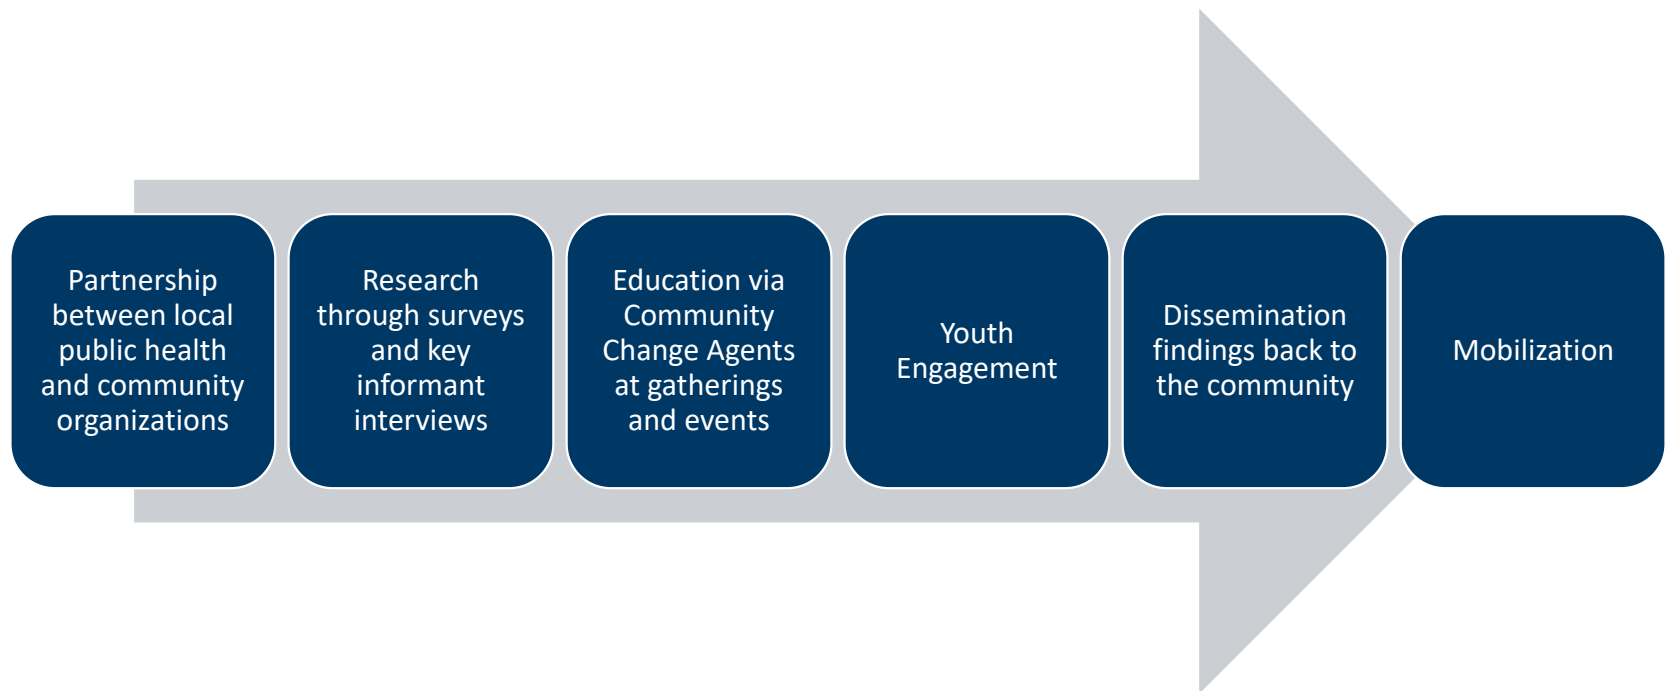 Partnership
between local
public health
and community
organizations
Research
through surveys
and key
informant
interviews
Education via
Community
Change Agents
at gatherings
and events
Youth
Engagement
Dissemination
findings back to
the community
Mobilization